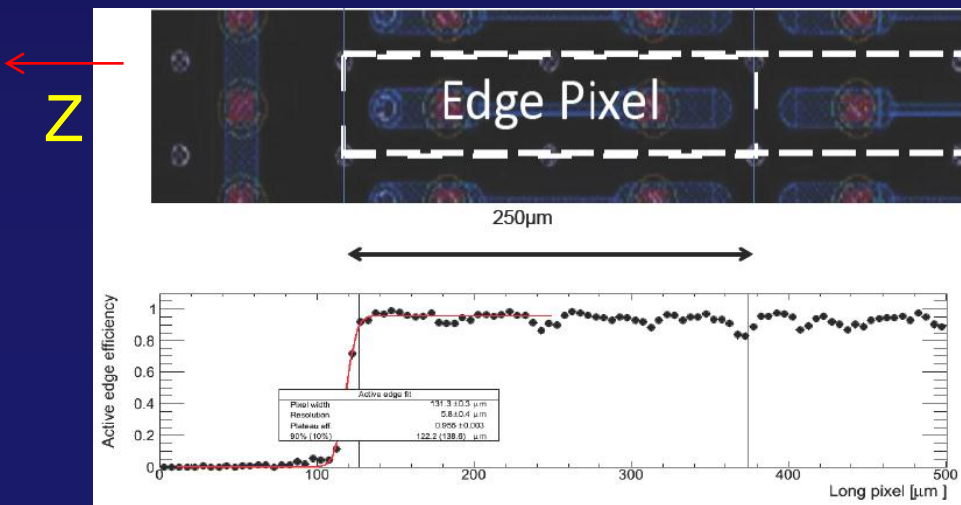 Z
Edge Pixel
250μm
Active edge efficiency
1
0.8
0.6
0.4
0.2
0
Active edge fit
Pixel width 131.3 ±0.3 μm
Resolution 5.8 ±0.4 μm
Plateau eff. 0.956 ±0.003
90% (10%) 122.2 (138.6) μm
0 100 200 300 400 500
Long pixel [μm ]